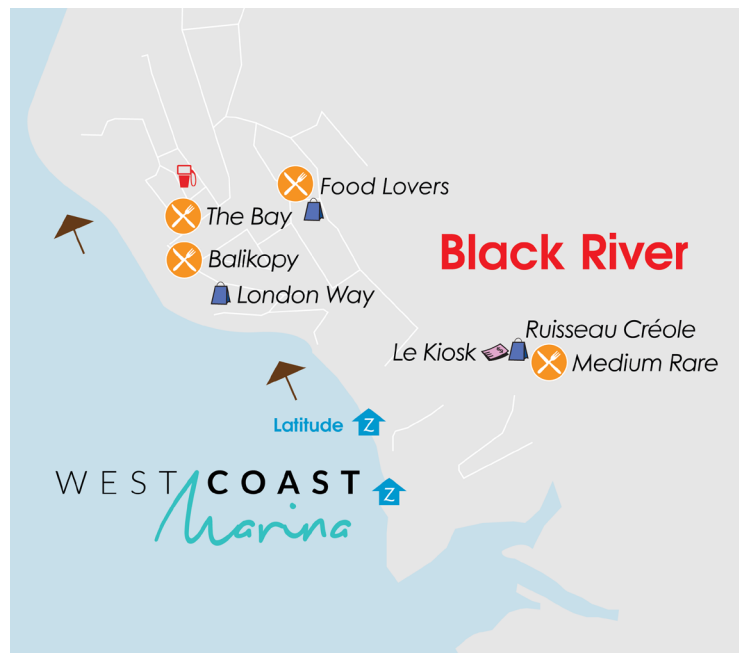 Food Lovers
The Bay
Black River
Balikopy
London Way
Ruisseau Créole
Le Kiosk
Medium Rare
Latitude
Z
WEST COAST
Z
Marina